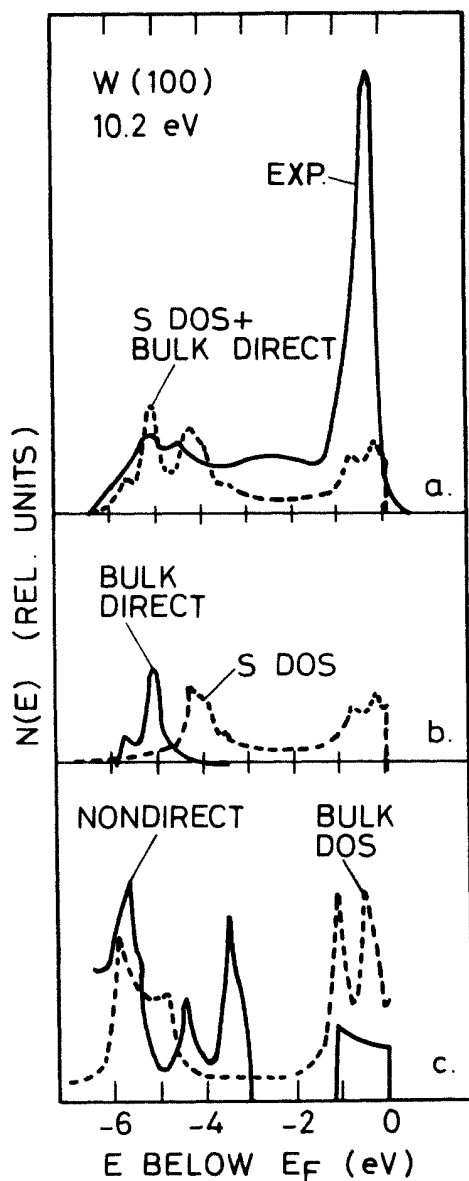 W (100)
10.2 eV
EXP.
S DOS+
BULK DIRECT
a.
BULK
DIRECT
S DOS
b.
NONDIRECT
BULK
DOS
c.
-6
-4
-2
0
E BELOW EF (eV)
N(E) (REL. UNITS)